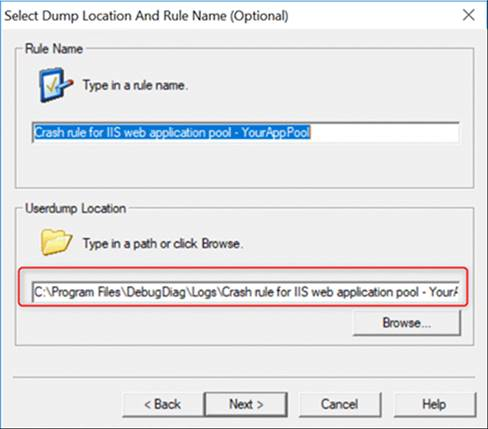 Select Dump Location And Rule Name (Optional)
Rule Name
Type in a rule name.
Crash rule for IIS web application pool - YourAppPool
Userdump Location
Type in a path or click Browse.
C:\Program Files\DebugDiag\Logs\Crash rule for IIS web application pool - YourA
Browse...
< Back Next > Cancel Help